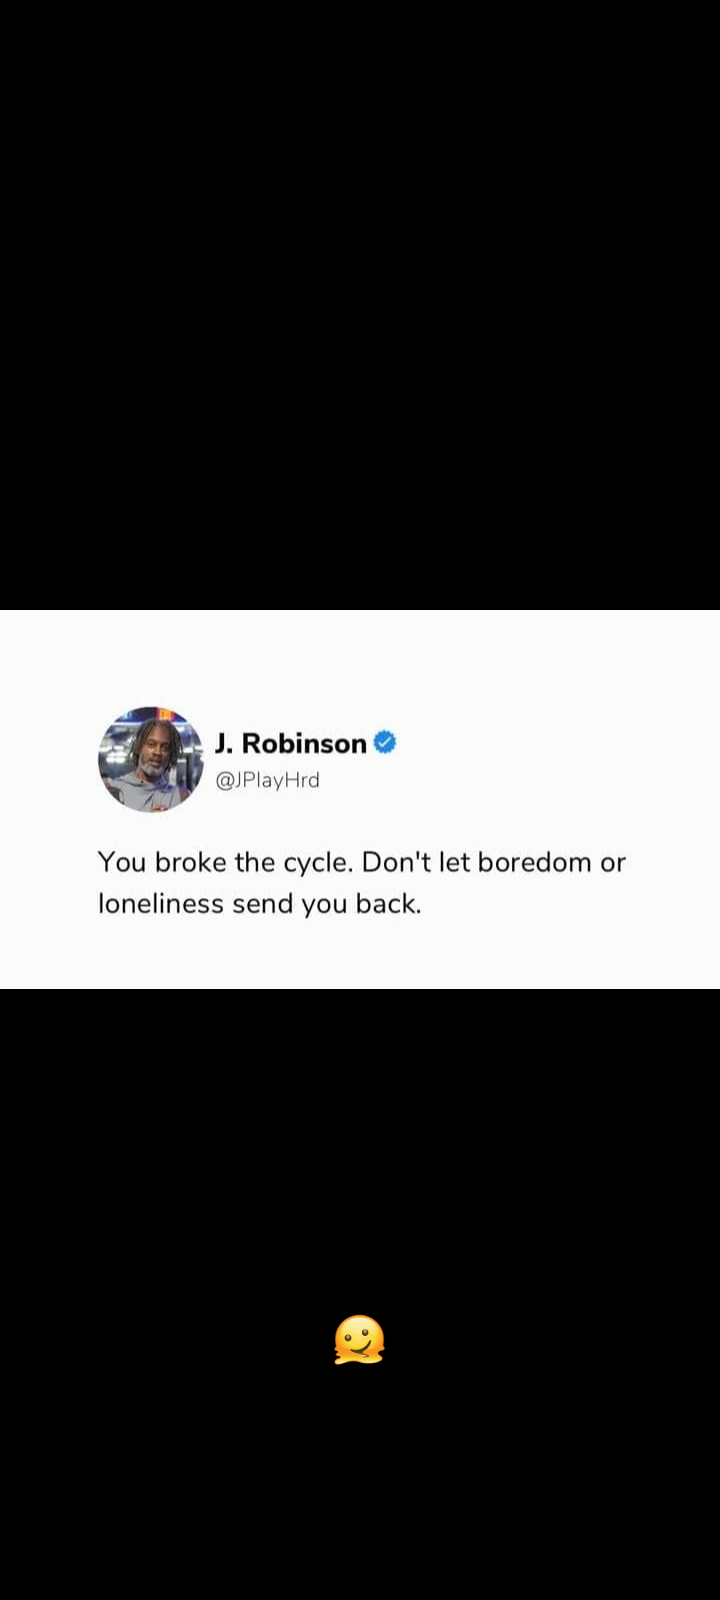 J. Robinson
@JPlayHrd
You broke the cycle. Don't let boredom or
loneliness send you back.